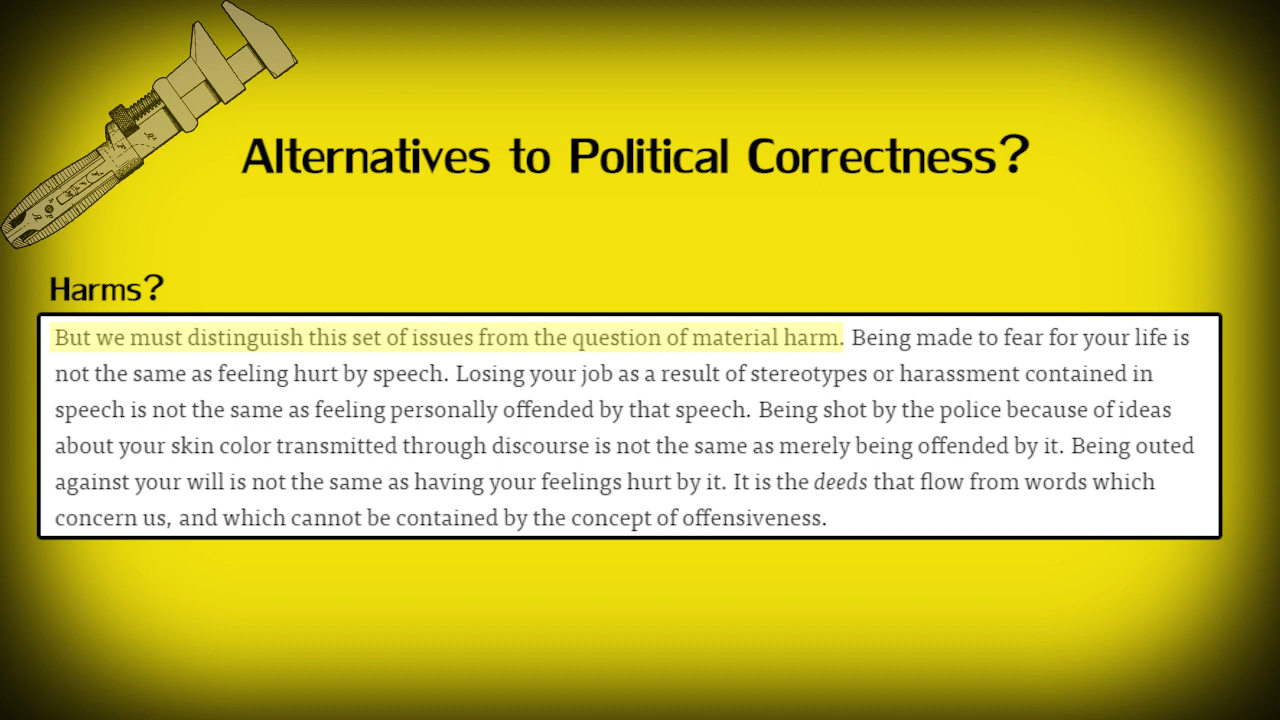 Alternatives to Political Correctness?
Harms?
But we must distinguish this set of issues from the question of material harm. Being made to fear for your life is
not the same as feeling hurt by speech. Losing your job as a result of stereotypes or harassment contained in
speech is not the same as feeling personally offended by that speech. Being shot by the police because of ideas
about your skin color transmitted through discourse is not the same as merely being offended by it. Being outed
against your will is not the same as having your feelings hurt by it. It is the deeds that flow from words which
concern us, and which cannot be contained by the concept of offensiveness.